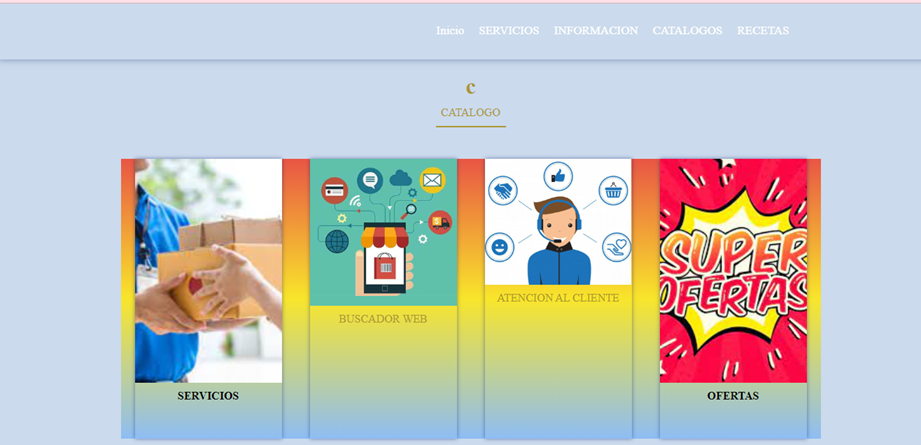 Inicio SERVICIOS INFORMACION CATALOGOS RECETAS
c
CATALOGO
SUPER
OFERTAS
BUSCADOR WEB
ATENCION AL CLIENTE
SERVICIOS
OFERTAS